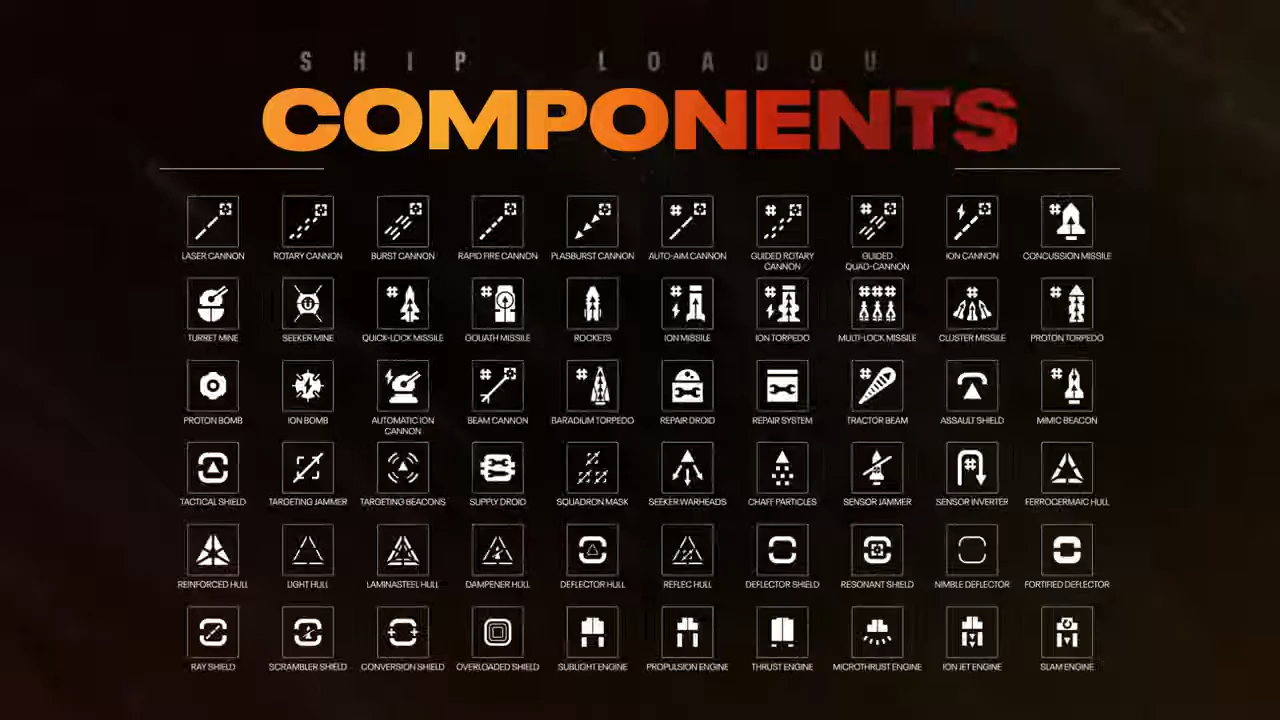 SHIP LOADOU
COMPONENTS
LASER CANNON ROTARY CANNON BURST CANNON RAPID FIRE CANNON PLASBURST CANNON AUTO-AIM CANNON GUIDED ROTARY CANNON GUIDED QUAD-CANNON ION CANNON CONCUSSION MISSILE
TURRET MINE SEEKER MINE QUICK-LOCK MISSILE GOLIATH MISSILE ROCKETS ION MISSILE ION TORPEDO MULTI-LOCK MISSILE CLUSTER MISSILE PROTON TORPEDO
PROTON BOMB ION BOMB AUTOMATIC ION CANNON BEAM CANNON BARADIUM TORPEDO REPAIR DROID REPAIR SYSTEM TRACTOR BEAM ASSAULT SHIELD MIMIC BEACON
TACTICAL SHIELD TARGETING JAMMER TARGETING BEACONS SUPPLY DROID SQUADRON MASK SEEKER WARHEADS CHAFF PARTICLES SENSOR JAMMER SENSOR INVERTER FERROCERMAIC HULL
REINFORCED HULL LIGHT HULL LAMINASTEEL HULL DAMPENER HULL DEFLECTOR HULL REFLEC HULL DEFLECTOR SHIELD RESONANT SHIELD NIMBLE DEFLECTOR FORTIFIED DEFLECTOR
RAY SHIELD SCRAMBLER SHIELD CONVERSION SHIELD OVERLOADED SHIELD SUBLIGHT ENGINE PROPULSION ENGINE THRUST ENGINE MICROTHRUST ENGINE ION JET ENGINE SLAM ENGINE